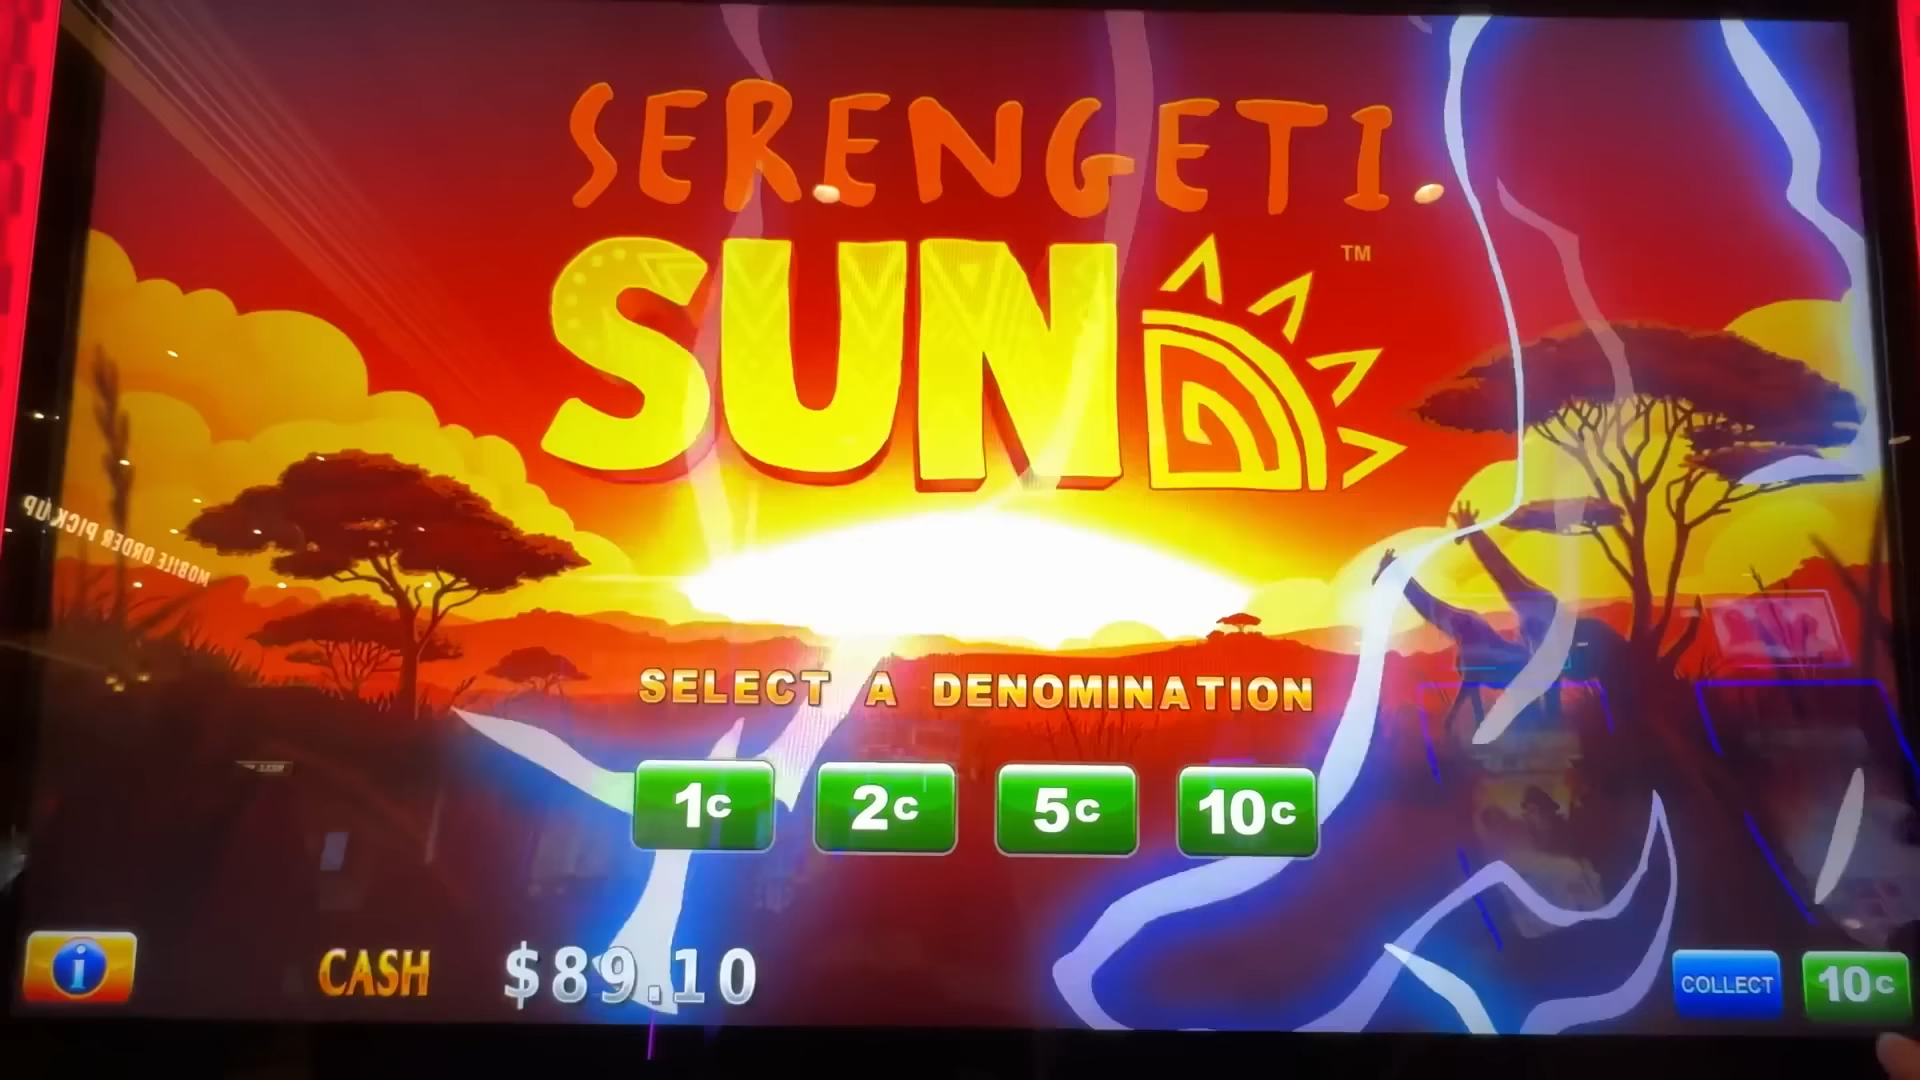 SERENGETI
SUN
TM
MOBILE ORDER PICK UP
SELECT A DENOMINATION
1c 2c 5c 10c
i CASH $89.10 COLLECT 10c